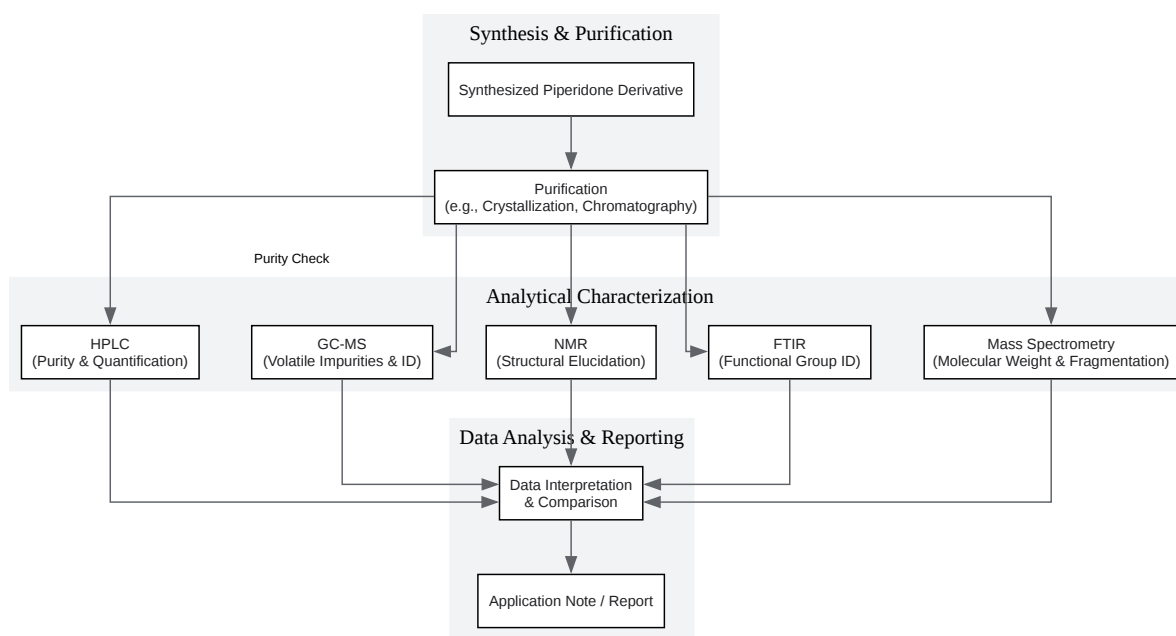 Synthesis & Purification
Synthesized Piperidone Derivative
Purification
(e.g., Crystallization, Chromatography)
Purity Check
Analytical Characterization
HPLC
(Purity & Quantification)
GC-MS
(Volatile Impurities & ID)
NMR
(Structural Elucidation)
FTIR
(Functional Group ID)
Mass Spectrometry
(Molecular Weight & Fragmentation)
Data Analysis & Reporting
Data Interpretation
& Comparison
Application Note / Report